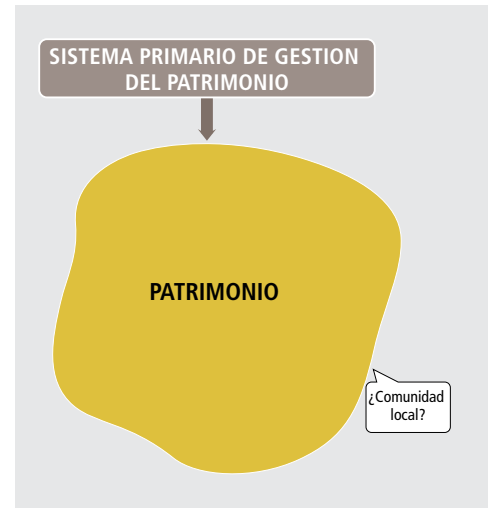 SISTEMA PRIMARIO DE GESTION
DEL PATRIMONIO
PATRIMONIO
¿Comunidad
local?